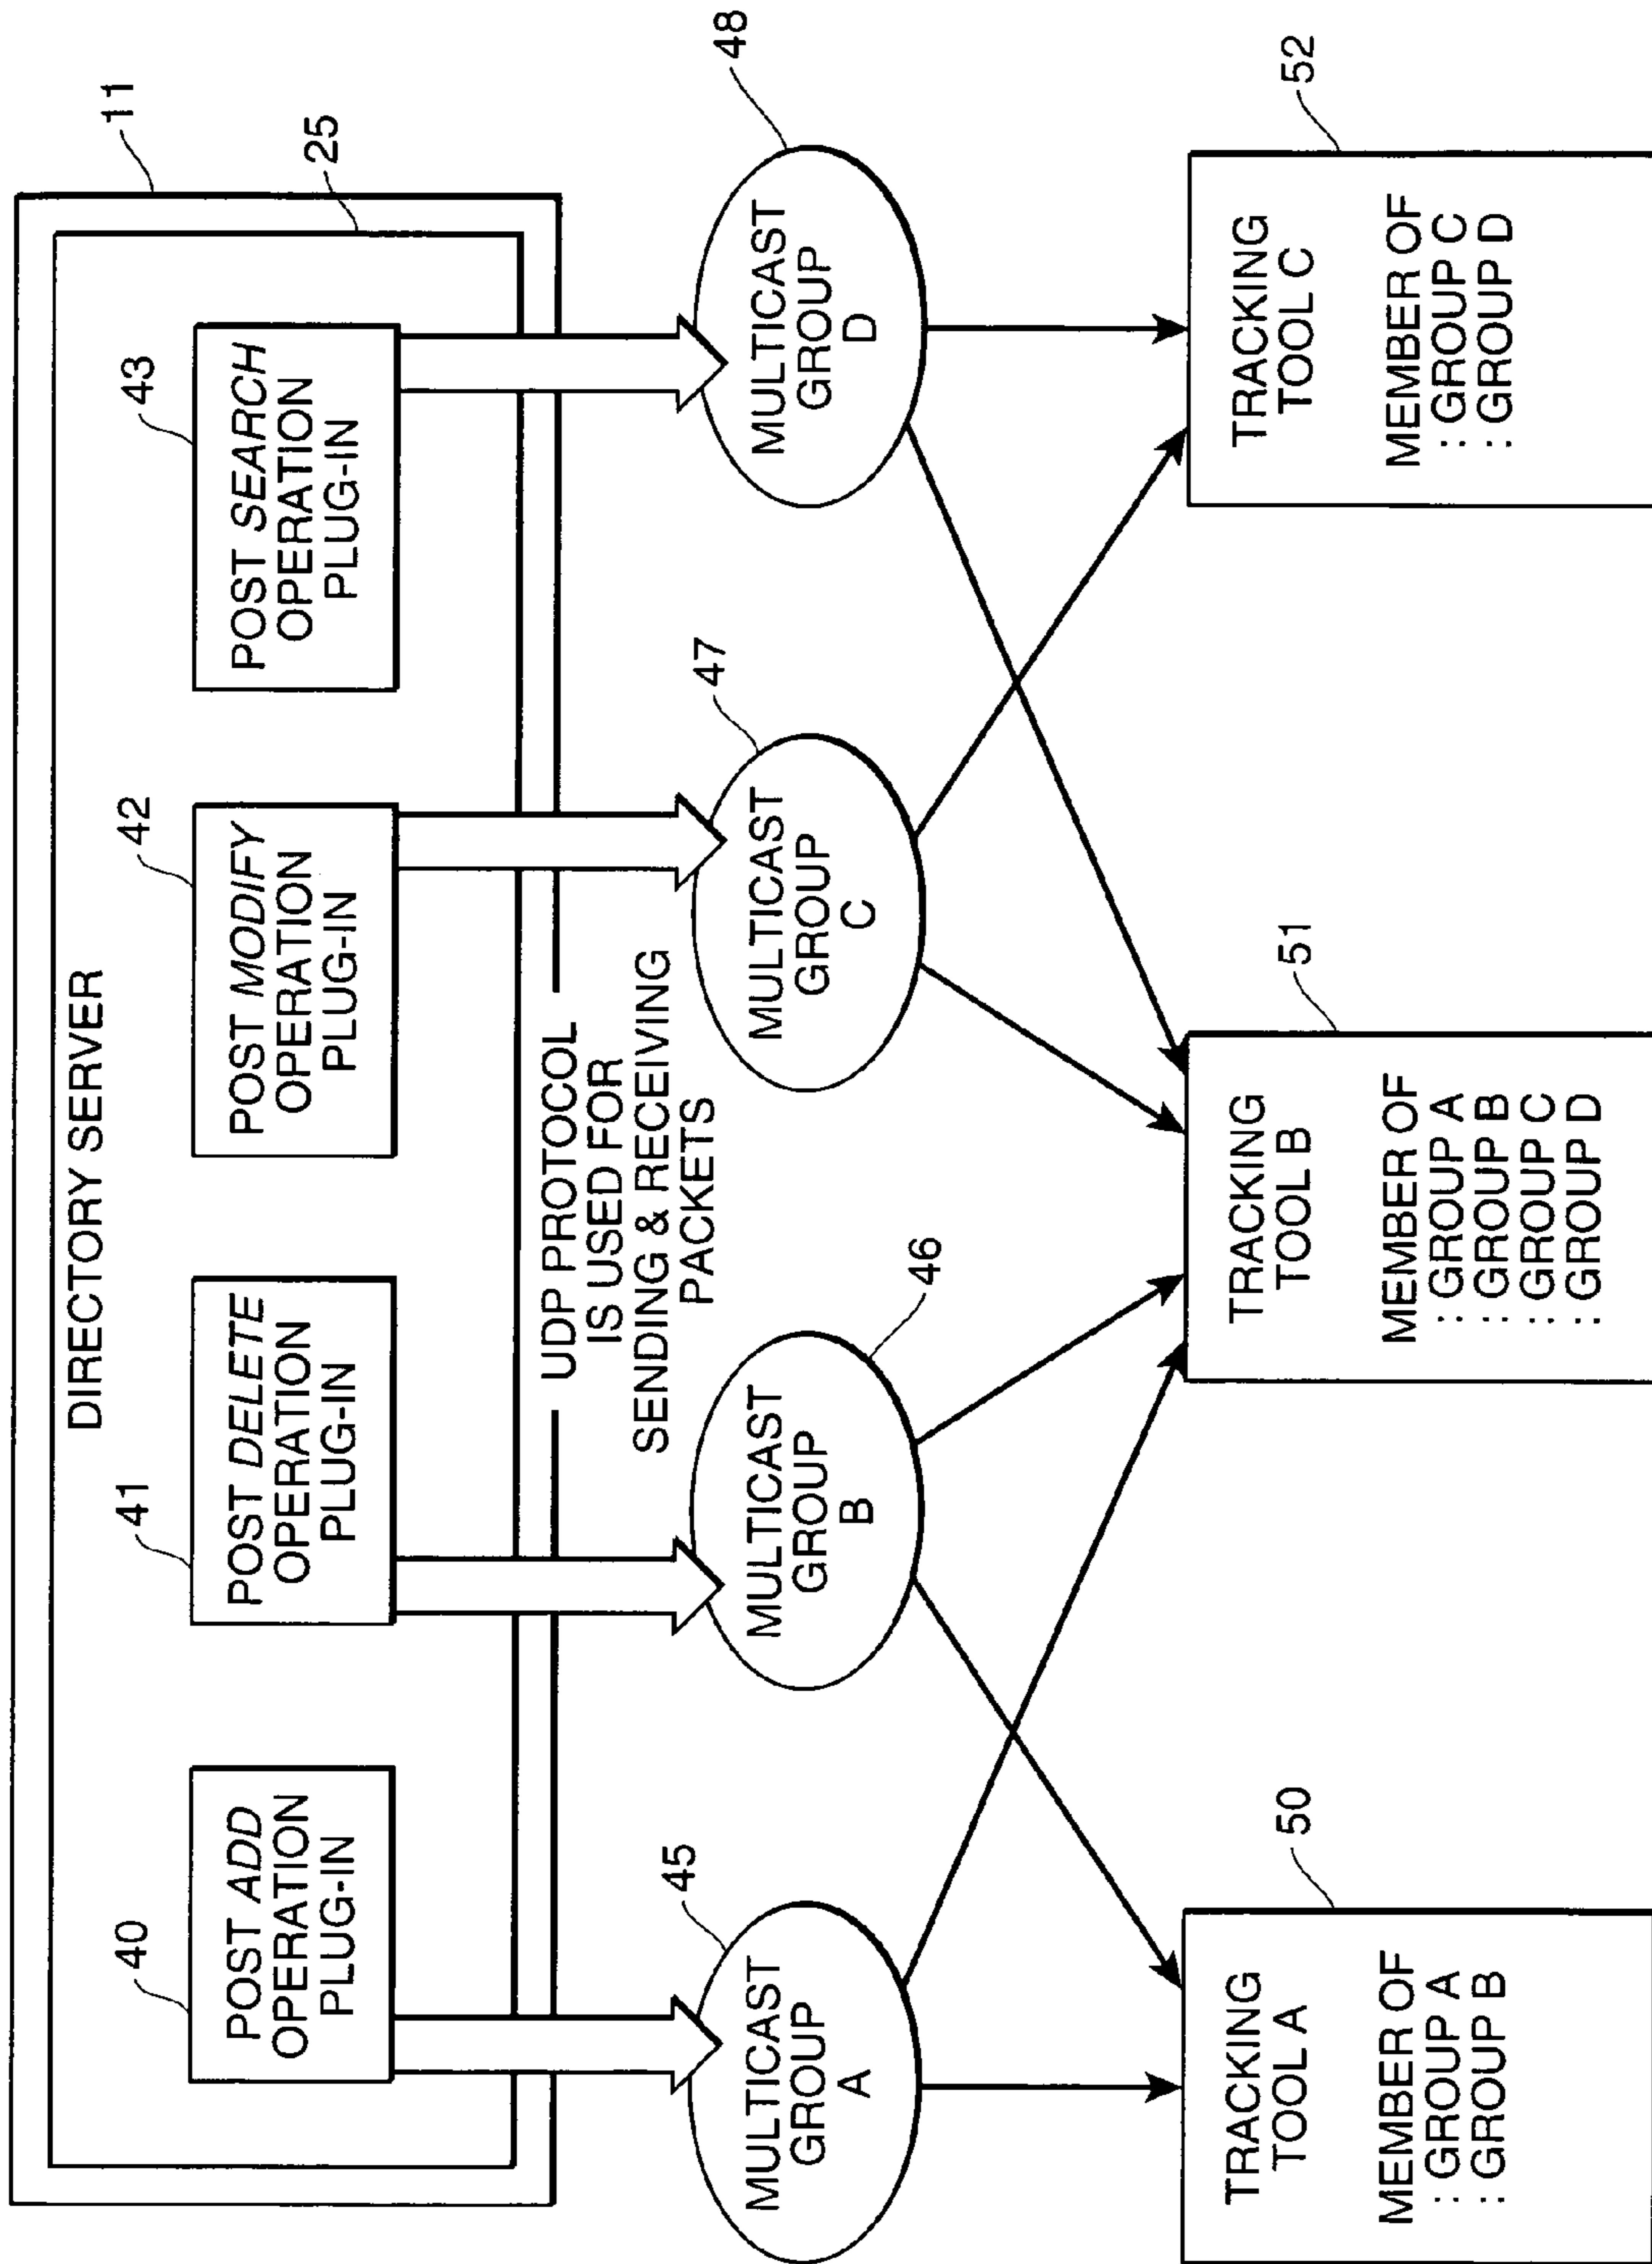 11
25
DIRECTORY SERVER
40
POST ADD
OPERATION
PLUG-IN
41
POST DELETE
OPERATION
PLUG-IN
42
POST MODIFY
OPERATION
PLUG-IN
43
POST SEARCH
OPERATION
PLUG-IN
UDP PROTOCOL
IS USED FOR
SENDING & RECEIVING
PACKETS
45
MULTICAST
GROUP
A
46
MULTICAST
GROUP
B
47
MULTICAST
GROUP
C
48
MULTICAST
GROUP
D
50
TRACKING
TOOL A
MEMBER OF
: GROUP A
: GROUP B
51
TRACKING
TOOL B
MEMBER OF
: GROUP A
: GROUP B
: GROUP C
: GROUP D
52
TRACKING
TOOL C
MEMBER OF
: GROUP C
: GROUP D